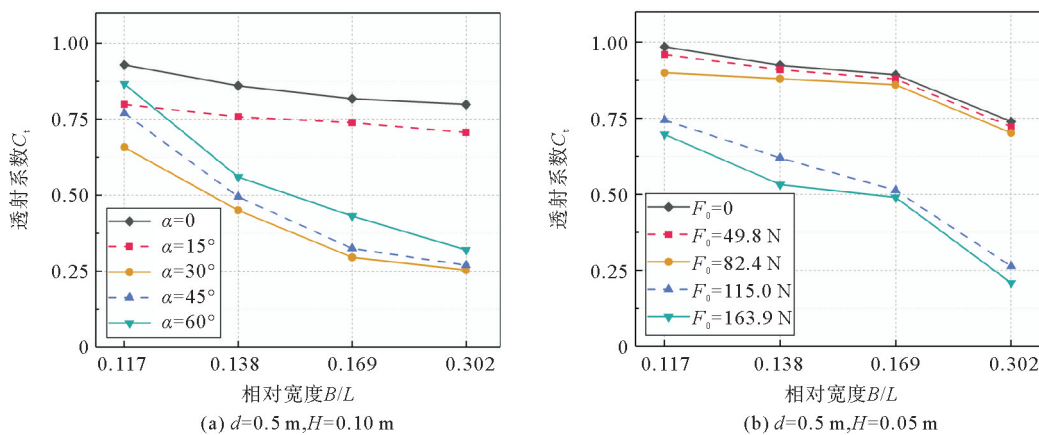 1.00
0.75
0.50
0.25
0
透射系数Ct
α=0
α=15°
α=30°
α=45°
α=60°
0.117 0.138 0.169 0.302
相对宽度B/L
(a) d=0.5 m,H=0.10 m
1.00
0.75
0.50
0.25
0
透射系数Ct
F0=0
F0=49.8 N
F0=82.4 N
F0=115.0 N
F0=163.9 N
0.117 0.138 0.169 0.302
相对宽度B/L
(b) d=0.5 m,H=0.05 m